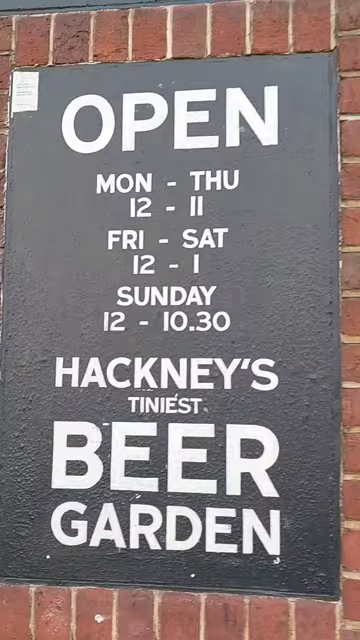 OPEN
MON - THU
12 - 11
FRI - SAT
12 - 1
SUNDAY
12 - 10.30
HACKNEY'S
TINIEST
BEER
GARDEN